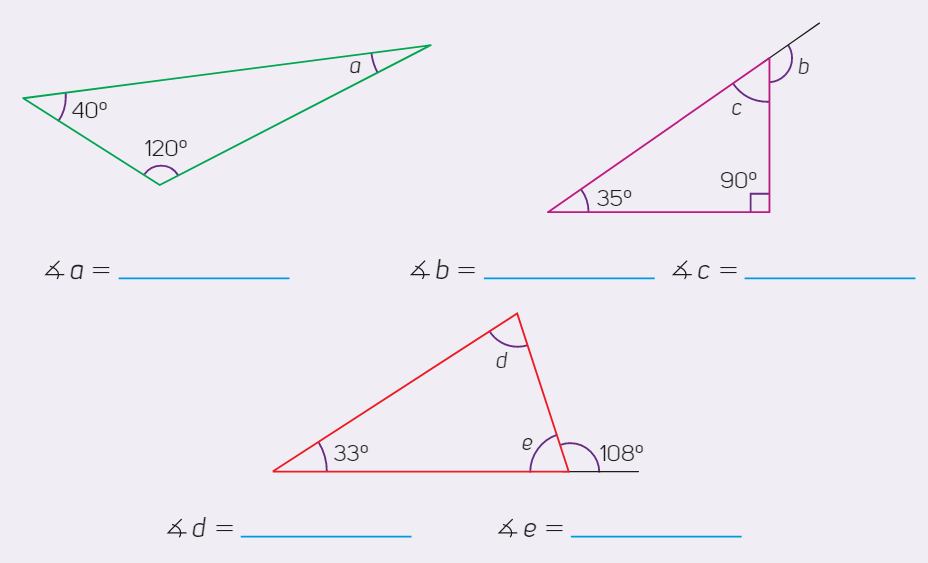 a
b
40º
c
120º
90º
35º
∡ a = ∡ b = ∡ c =
d
e
33º
108º
∡ d = ∡ e =